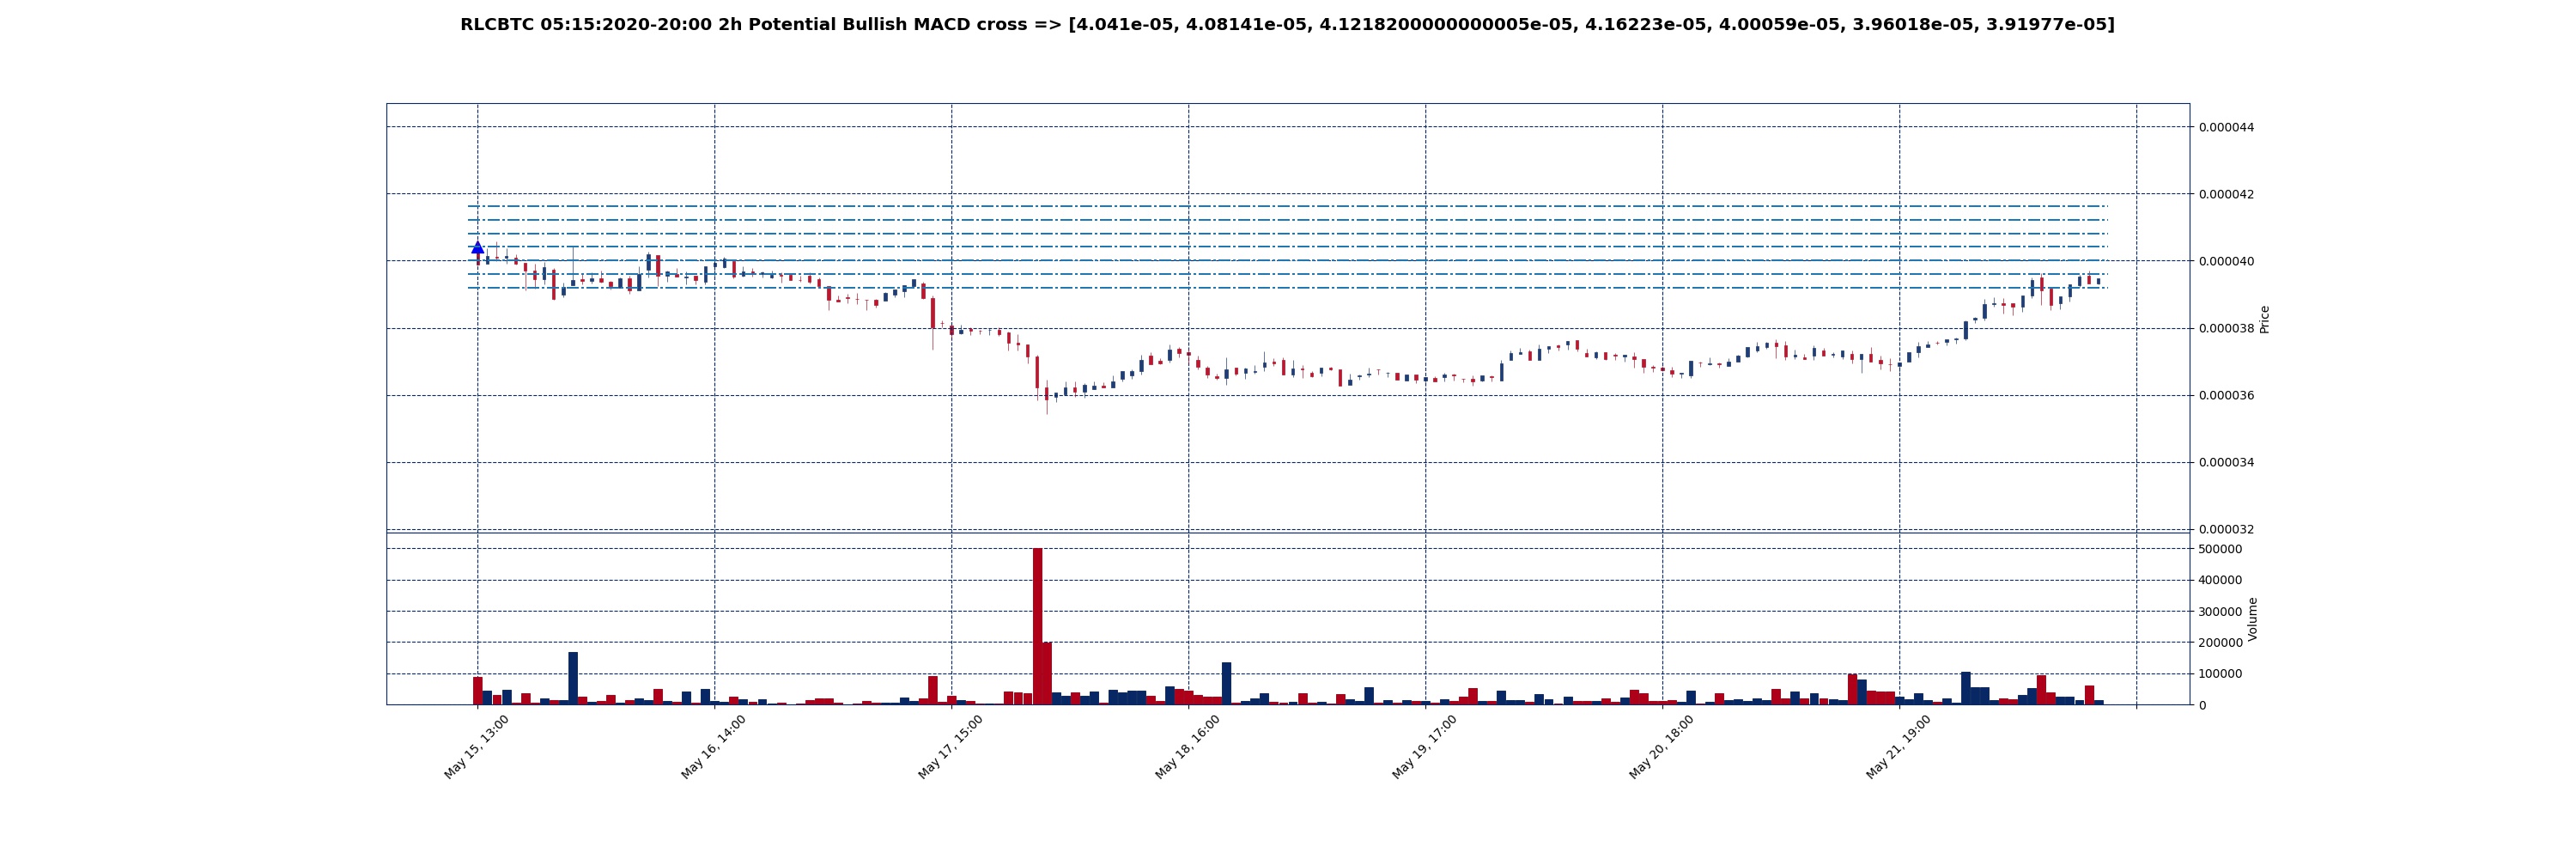 RLCBTC 05:15:2020-20:00 2h Potential Bullish MACD cross => [4.041e-05, 4.08141e-05, 4.1218200000000005e-05, 4.16223e-05, 4.00059e-05, 3.96018e-05, 3.91977e-05]
0.000044
0.000042
0.000040
0.000038
0.000036
0.000034
0.000032
Price
500000
400000
300000
200000
100000
0
Volume
May 15, 13:00
May 16, 14:00
May 17, 15:00
May 18, 16:00
May 19, 17:00
May 20, 18:00
May 21, 19:00